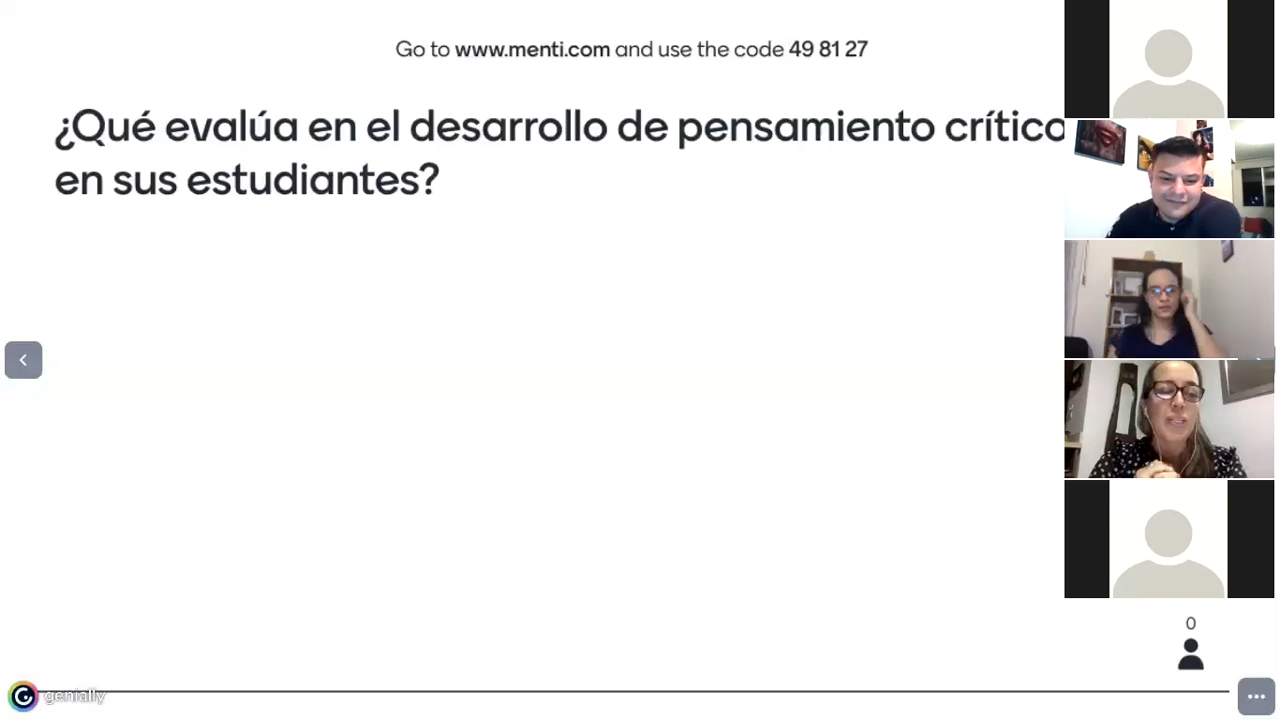 Go to www.menti.com and use the code 49 81 27
¿Qué evalúa en el desarrollo de pensamiento crítico
en sus estudiantes?
0
genially